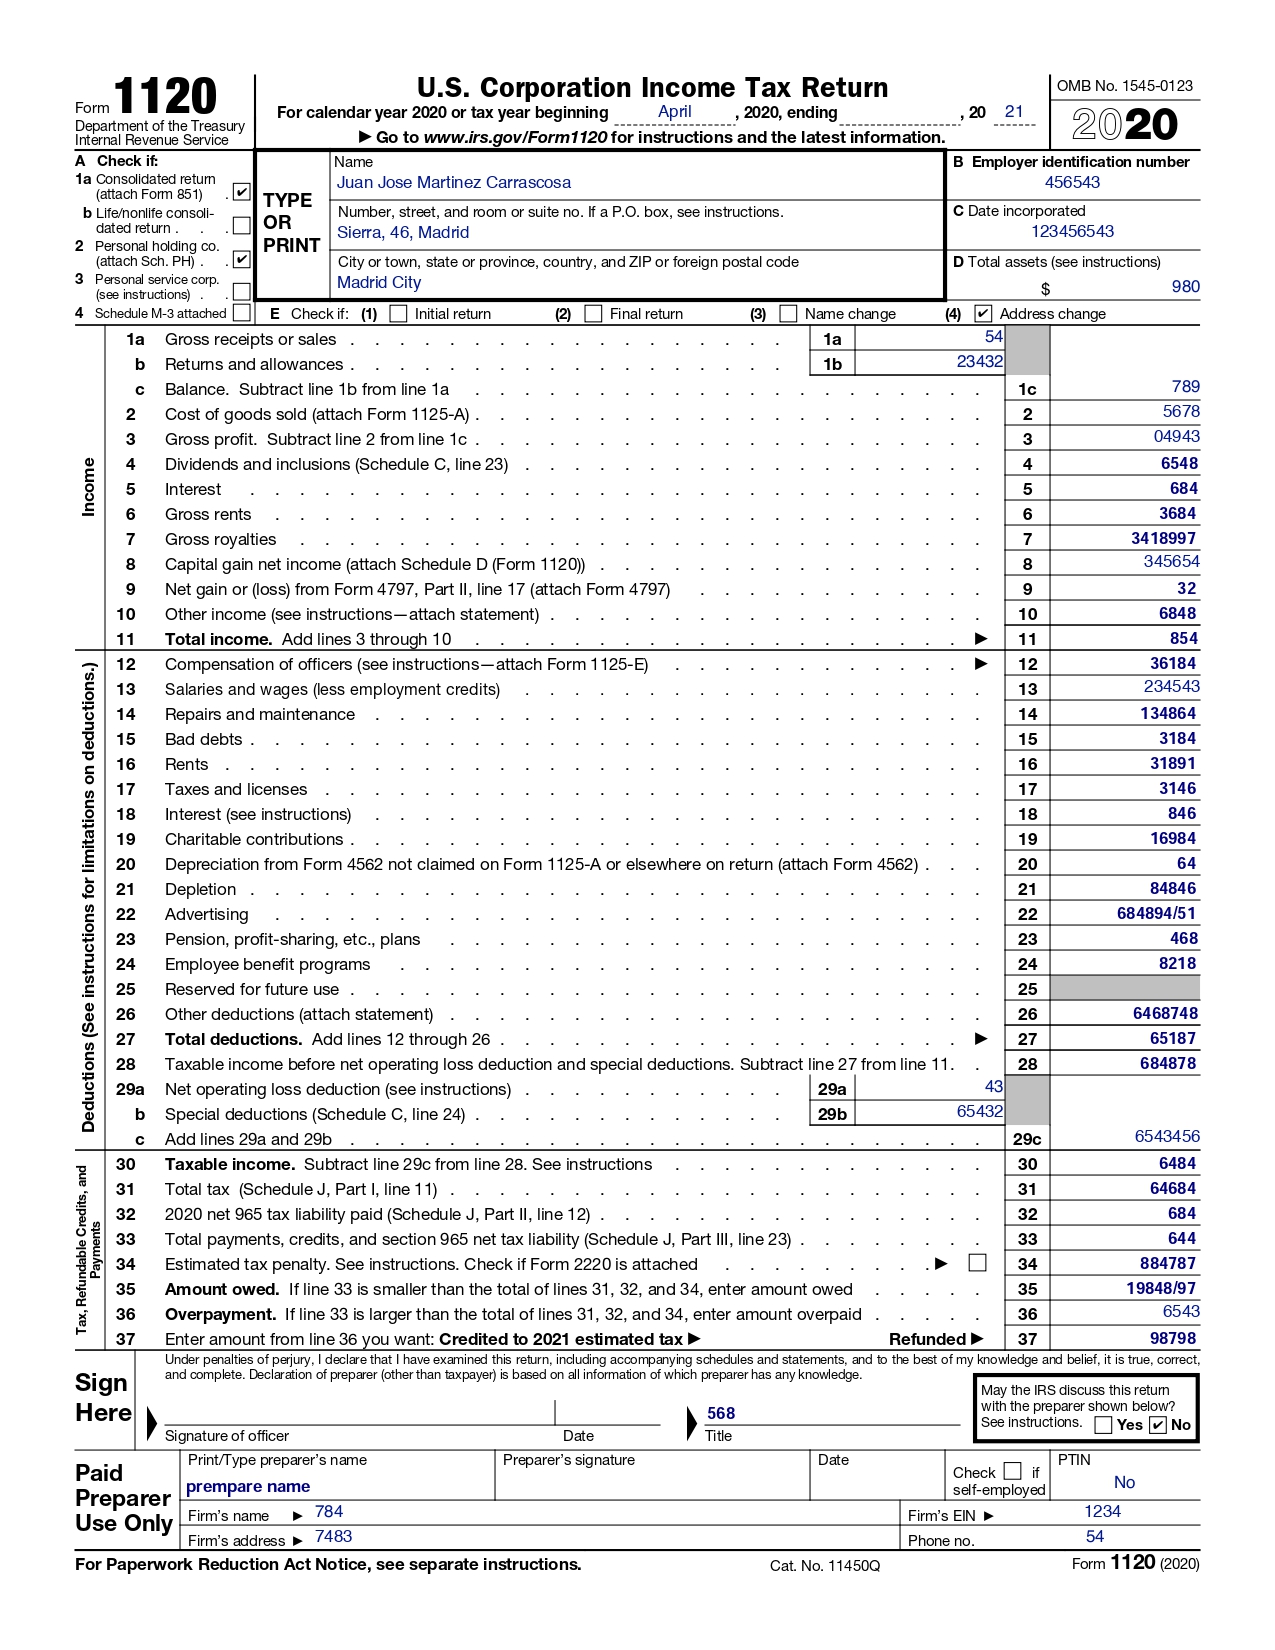 Form 1120
Department of the Treasury
Internal Revenue Service
U.S. Corporation Income Tax Return
For calendar year 2020 or tax year beginning April , 2020, ending , 20 21
▶ Go to www.irs.gov/Form1120 for instructions and the latest information.
OMB No. 1545-0123
2020
A Check if:
1a Consolidated return
(attach Form 851) . ✔
b Life/nonlife consoli-
dated return . . .
2 Personal holding co.
(attach Sch. PH) . . ✔
3 Personal service corp.
(see instructions) . .
4 Schedule M-3 attached
TYPE
OR
PRINT
Name
Juan Jose Martinez Carrascosa
Number, street, and room or suite no. If a P.O. box, see instructions.
Sierra, 46, Madrid
City or town, state or province, country, and ZIP or foreign postal code
Madrid City
B Employer identification number
456543
C Date incorporated
123456543
D Total assets (see instructions)
$ 980
E Check if: (1) Initial return (2) Final return (3) Name change (4) ✔ Address change
Income
1a Gross receipts or sales 1a 54
b Returns and allowances 1b 23432
c Balance. Subtract line 1b from line 1a 1c 789
2 Cost of goods sold (attach Form 1125-A) 2 5678
3 Gross profit. Subtract line 2 from line 1c 3 04943
4 Dividends and inclusions (Schedule C, line 23) 4 6548
5 Interest 5 684
6 Gross rents 6 3684
7 Gross royalties 7 3418997
8 Capital gain net income (attach Schedule D (Form 1120)) 8 345654
9 Net gain or (loss) from Form 4797, Part II, line 17 (attach Form 4797) 9 32
10 Other income (see instructions—attach statement) 10 6848
11 Total income. Add lines 3 through 10 ▶ 11 854
Deductions (See instructions for limitations on deductions.)
12 Compensation of officers (see instructions—attach Form 1125-E) ▶ 12 36184
13 Salaries and wages (less employment credits) 13 234543
14 Repairs and maintenance 14 134864
15 Bad debts 15 3184
16 Rents 16 31891
17 Taxes and licenses 17 3146
18 Interest (see instructions) 18 846
19 Charitable contributions 19 16984
20 Depreciation from Form 4562 not claimed on Form 1125-A or elsewhere on return (attach Form 4562) 20 64
21 Depletion 21 84846
22 Advertising 22 684894/51
23 Pension, profit-sharing, etc., plans 23 468
24 Employee benefit programs 24 8218
25 Reserved for future use 25
26 Other deductions (attach statement) 26 6468748
27 Total deductions. Add lines 12 through 26 ▶ 27 65187
28 Taxable income before net operating loss deduction and special deductions. Subtract line 27 from line 11 28 684878
29a Net operating loss deduction (see instructions) 29a 43
b Special deductions (Schedule C, line 24) 29b 65432
c Add lines 29a and 29b 29c 6543456
Tax, Refundable Credits, and
Payments
30 Taxable income. Subtract line 29c from line 28. See instructions 30 6484
31 Total tax (Schedule J, Part I, line 11) 31 64684
32 2020 net 965 tax liability paid (Schedule J, Part II, line 12) 32 684
33 Total payments, credits, and section 965 net tax liability (Schedule J, Part III, line 23) 33 644
34 Estimated tax penalty. See instructions. Check if Form 2220 is attached ▶ 34 884787
35 Amount owed. If line 33 is smaller than the total of lines 31, 32, and 34, enter amount owed 35 19848/97
36 Overpayment. If line 33 is larger than the total of lines 31, 32, and 34, enter amount overpaid 36 6543
37 Enter amount from line 36 you want: Credited to 2021 estimated tax ▶ Refunded ▶ 37 98798
Sign
Here
Under penalties of perjury, I declare that I have examined this return, including accompanying schedules and statements, and to the best of my knowledge and belief, it is true, correct,
and complete. Declaration of preparer (other than taxpayer) is based on all information of which preparer has any knowledge.
568
Signature of officer Date Title
May the IRS discuss this return
with the preparer shown below?
See instructions. Yes ✔ No
Paid
Preparer
Use Only
Print/Type preparer's name
prempare name
Preparer's signature
Date
Check if
self-employed
PTIN
No
Firm's name ▶ 784
Firm's EIN ▶ 1234
Firm's address ▶ 7483
Phone no. 54
For Paperwork Reduction Act Notice, see separate instructions.
Cat. No. 11450Q
Form 1120 (2020)